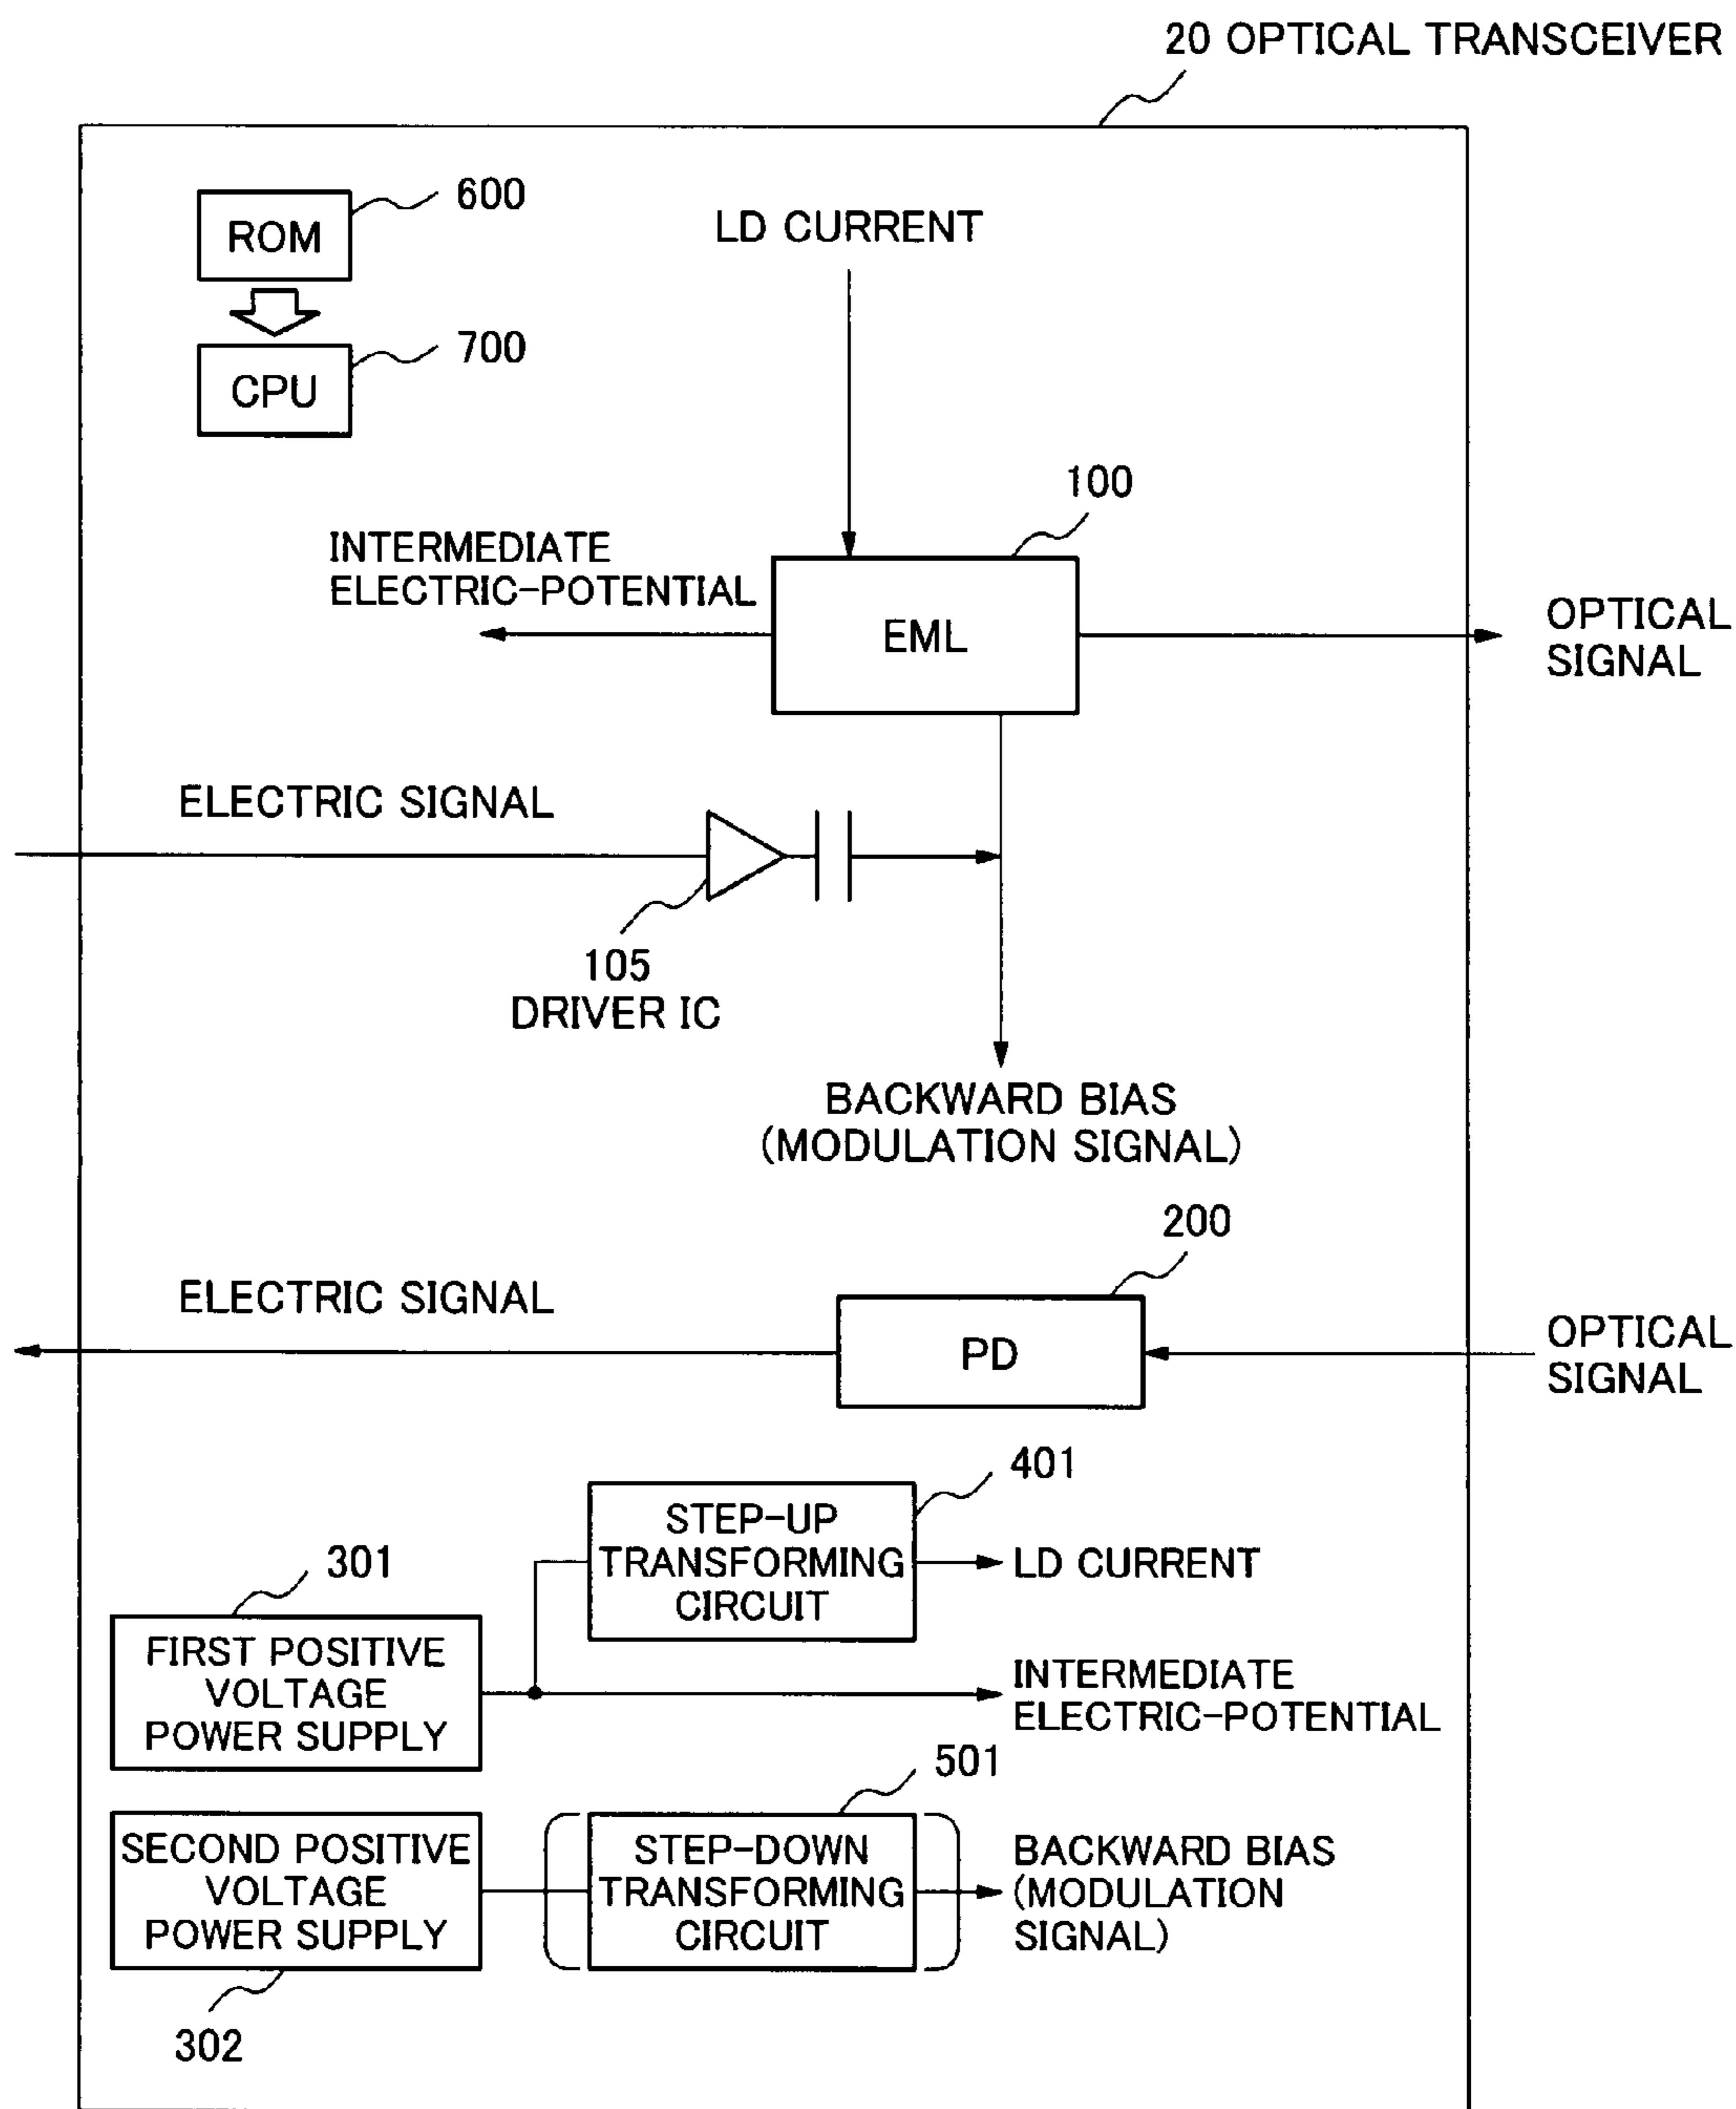 20 OPTICAL TRANSCEIVER
600
ROM
LD CURRENT
700
CPU
100
INTERMEDIATE
ELECTRIC-POTENTIAL
EML
OPTICAL
SIGNAL
ELECTRIC SIGNAL
105
DRIVER IC
BACKWARD BIAS
(MODULATION SIGNAL)
200
ELECTRIC SIGNAL
PD
OPTICAL
SIGNAL
401
STEP-UP
TRANSFORMING
CIRCUIT
LD CURRENT
301
FIRST POSITIVE
VOLTAGE
POWER SUPPLY
INTERMEDIATE
ELECTRIC-POTENTIAL
501
SECOND POSITIVE
VOLTAGE
POWER SUPPLY
STEP-DOWN
TRANSFORMING
CIRCUIT
BACKWARD BIAS
(MODULATION
SIGNAL)
302